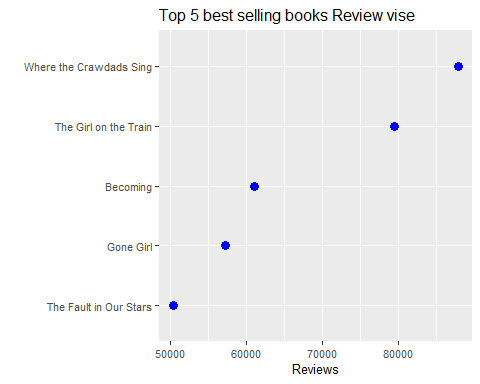 Top 5 best selling books Review vise
Where the Crawdads Sing
The Girl on the Train
Becoming
Gone Girl
The Fault in Our Stars
50000 60000 70000 80000
Reviews